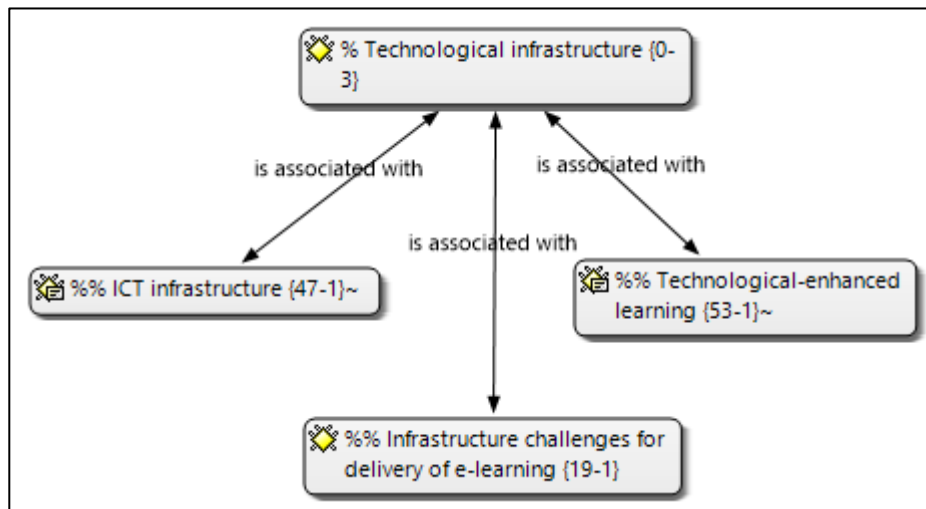 % Technological infrastructure {0-
3}
is associated with
is associated with
is associated with
%% ICT infrastructure {47-1}~
%% Technological-enhanced
learning {53-1}~
%% Infrastructure challenges for
delivery of e-learning {19-1}